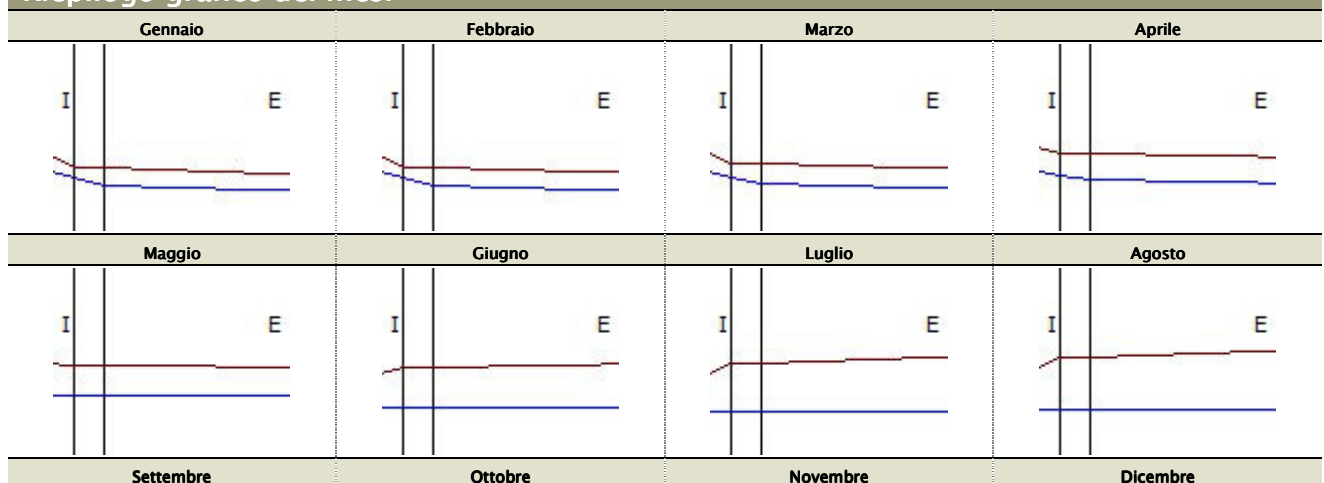 Gennaio Febbraio Marzo Aprile
I E I E I E I E
Maggio Giugno Luglio Agosto
I E I E I E I E
Settembre Ottobre Novembre Dicembre